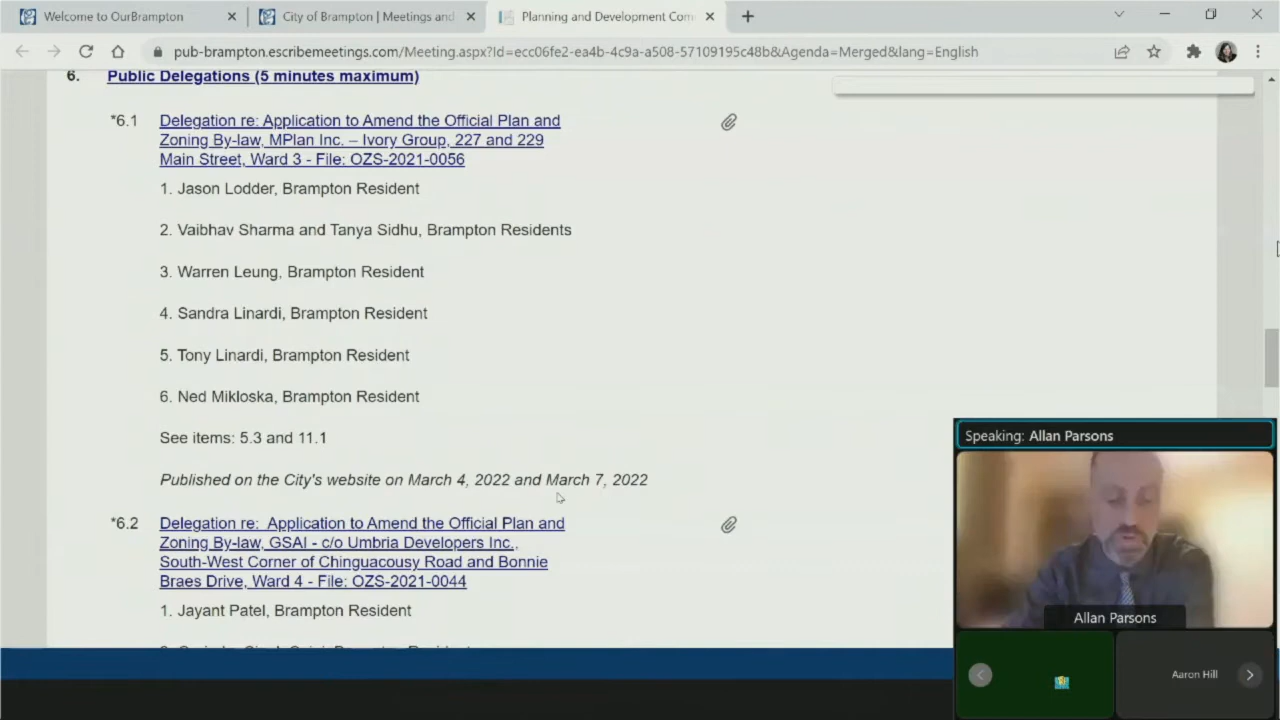 Welcome to OurBrampton
City of Brampton | Meetings and
Planning and Development Com
pub-brampton.escribemeetings.com/Meeting.aspx?Id=ecc06fe2-ea4b-4c9a-a508-57109195c48b&Agenda=Merged&lang=English
6. Public Delegations (5 minutes maximum)
*6.1 Delegation re: Application to Amend the Official Plan and
Zoning By-law, MPlan Inc. – Ivory Group, 227 and 229
Main Street, Ward 3 - File: OZS-2021-0056
1. Jason Lodder, Brampton Resident
2. Vaibhav Sharma and Tanya Sidhu, Brampton Residents
3. Warren Leung, Brampton Resident
4. Sandra Linardi, Brampton Resident
5. Tony Linardi, Brampton Resident
6. Ned Mikloska, Brampton Resident
See items: 5.3 and 11.1
Published on the City's website on March 4, 2022 and March 7, 2022
*6.2 Delegation re: Application to Amend the Official Plan and
Zoning By-law, GSAI - c/o Umbria Developers Inc.,
South-West Corner of Chinguacousy Road and Bonnie
Braes Drive, Ward 4 - File: OZS-2021-0044
1. Jayant Patel, Brampton Resident
Speaking: Allan Parsons
Allan Parsons
Aaron Hill